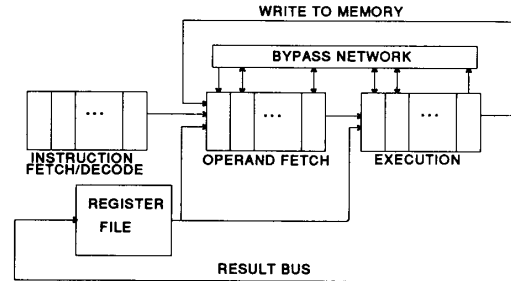 WRITE TO MEMORY
BYPASS NETWORK
...
...
...
INSTRUCTION
FETCH/DECODE
OPERAND FETCH
EXECUTION
REGISTER
FILE
RESULT BUS